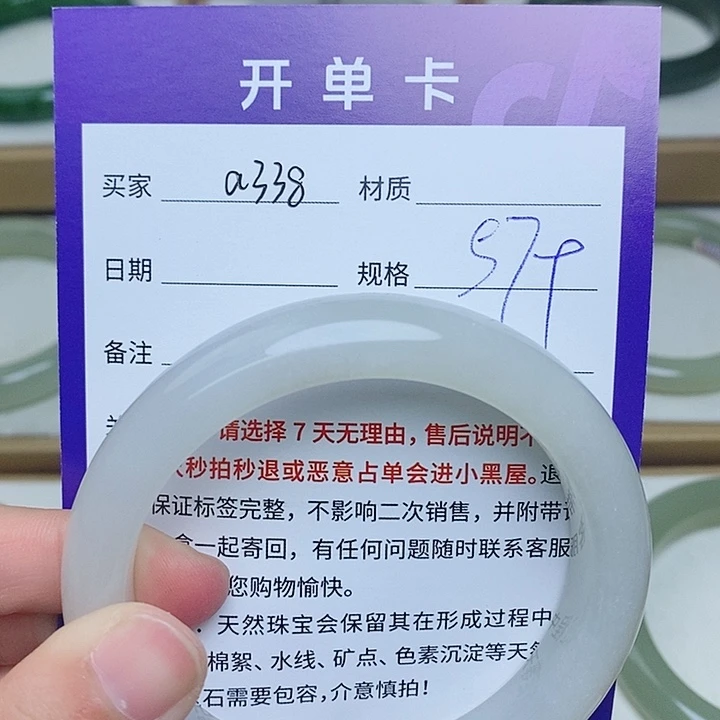 开单卡
买家 a338 材质
日期 规格 57
备注
请选择7天无理由，售后说明不
秒拍秒退或恶意占单会进小黑屋。退
保证标签完整，不影响二次销售，并附带
一起寄回，有任何问题随时联系客服
您购物愉快。
：天然珠宝会保留其在形成过程中
棉絮、水线、矿点、色素沉淀等天然
石需要包容，介意慎拍！